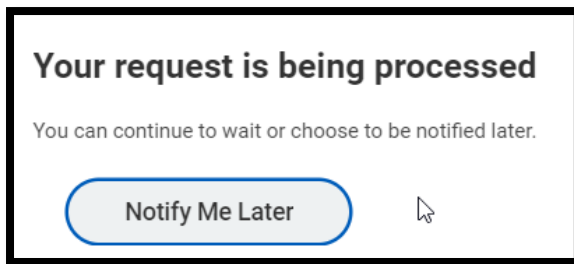 Your request is being processed
You can continue to wait or choose to be notified later.
Notify Me Later